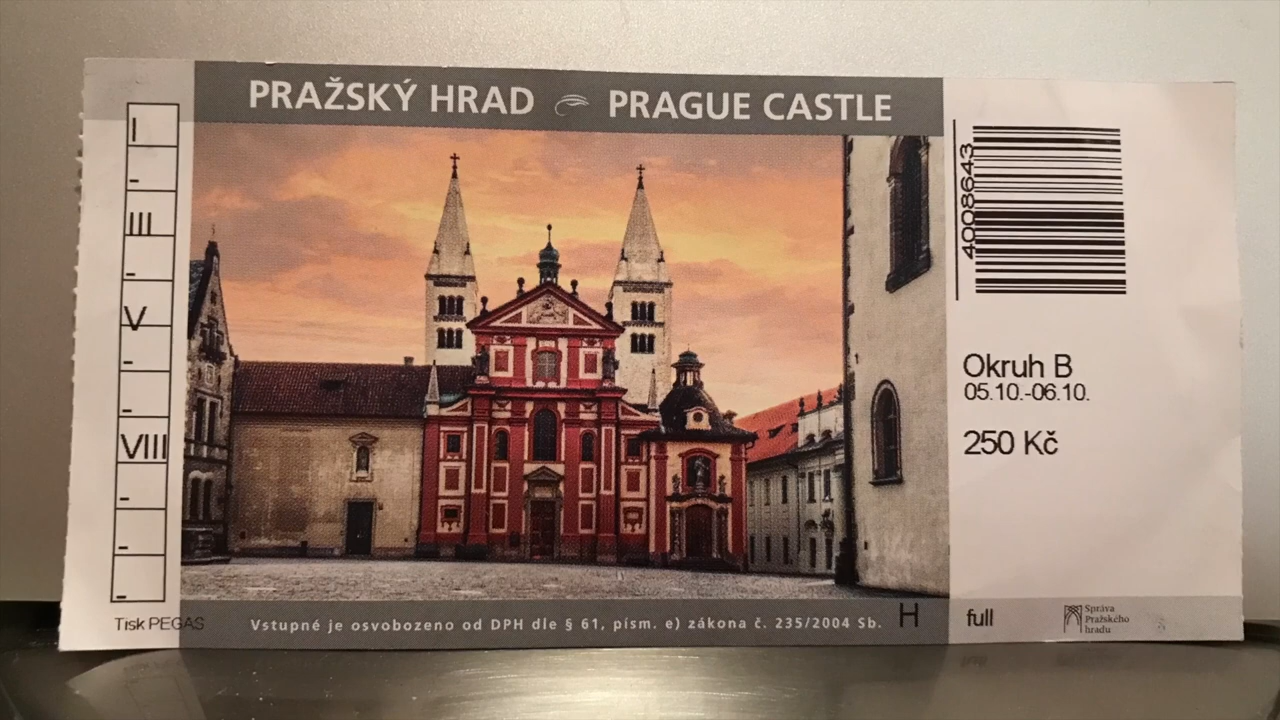 PRAŽSKÝ HRAD PRAGUE CASTLE
I
-
III
-
V
-
-
VIII
-
-
-
Tisk PEGAS
Vstupné je osvobozeno od DPH dle § 61, písm. e) zákona č. 235/2004 Sb.
H
4008643
Okruh B
05.10.-06.10.
250 Kč
full
Správa
Pražského
hradu